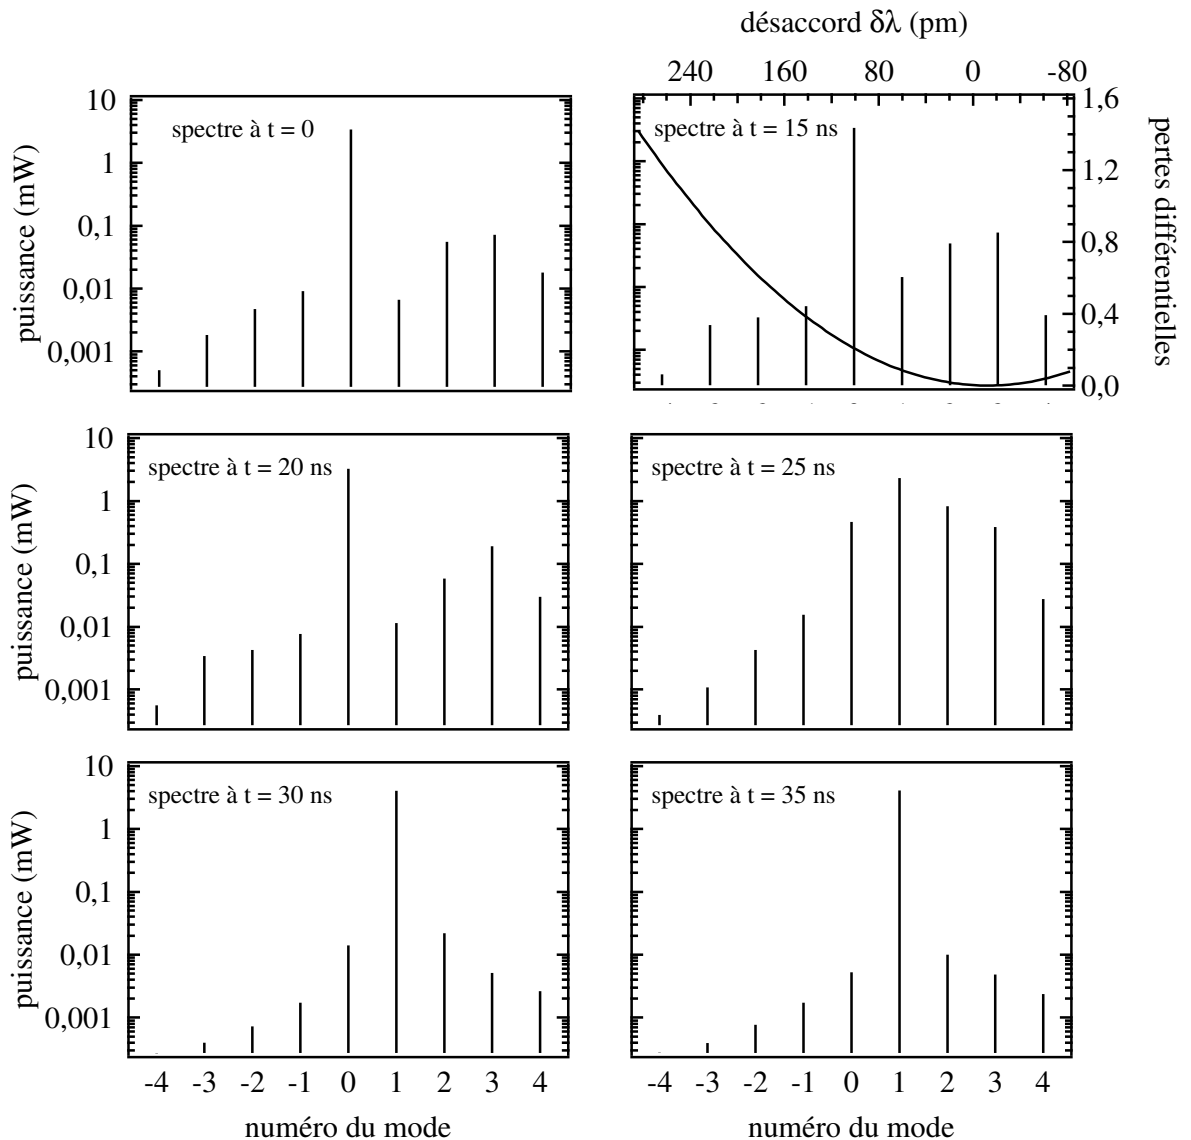 désaccord δλ (pm)
240 160 80 0 -80
10
1
0,1
0,01
0,001
puissance (mW)
spectre à t = 0
spectre à t = 15 ns
1,6
1,2
0,8
0,4
0,0
pertes différentielles
10
1
0,1
0,01
0,001
puissance (mW)
spectre à t = 20 ns
spectre à t = 25 ns
10
1
0,1
0,01
0,001
puissance (mW)
spectre à t = 30 ns
spectre à t = 35 ns
-4 -3 -2 -1 0 1 2 3 4
-4 -3 -2 -1 0 1 2 3 4
numéro du mode
numéro du mode